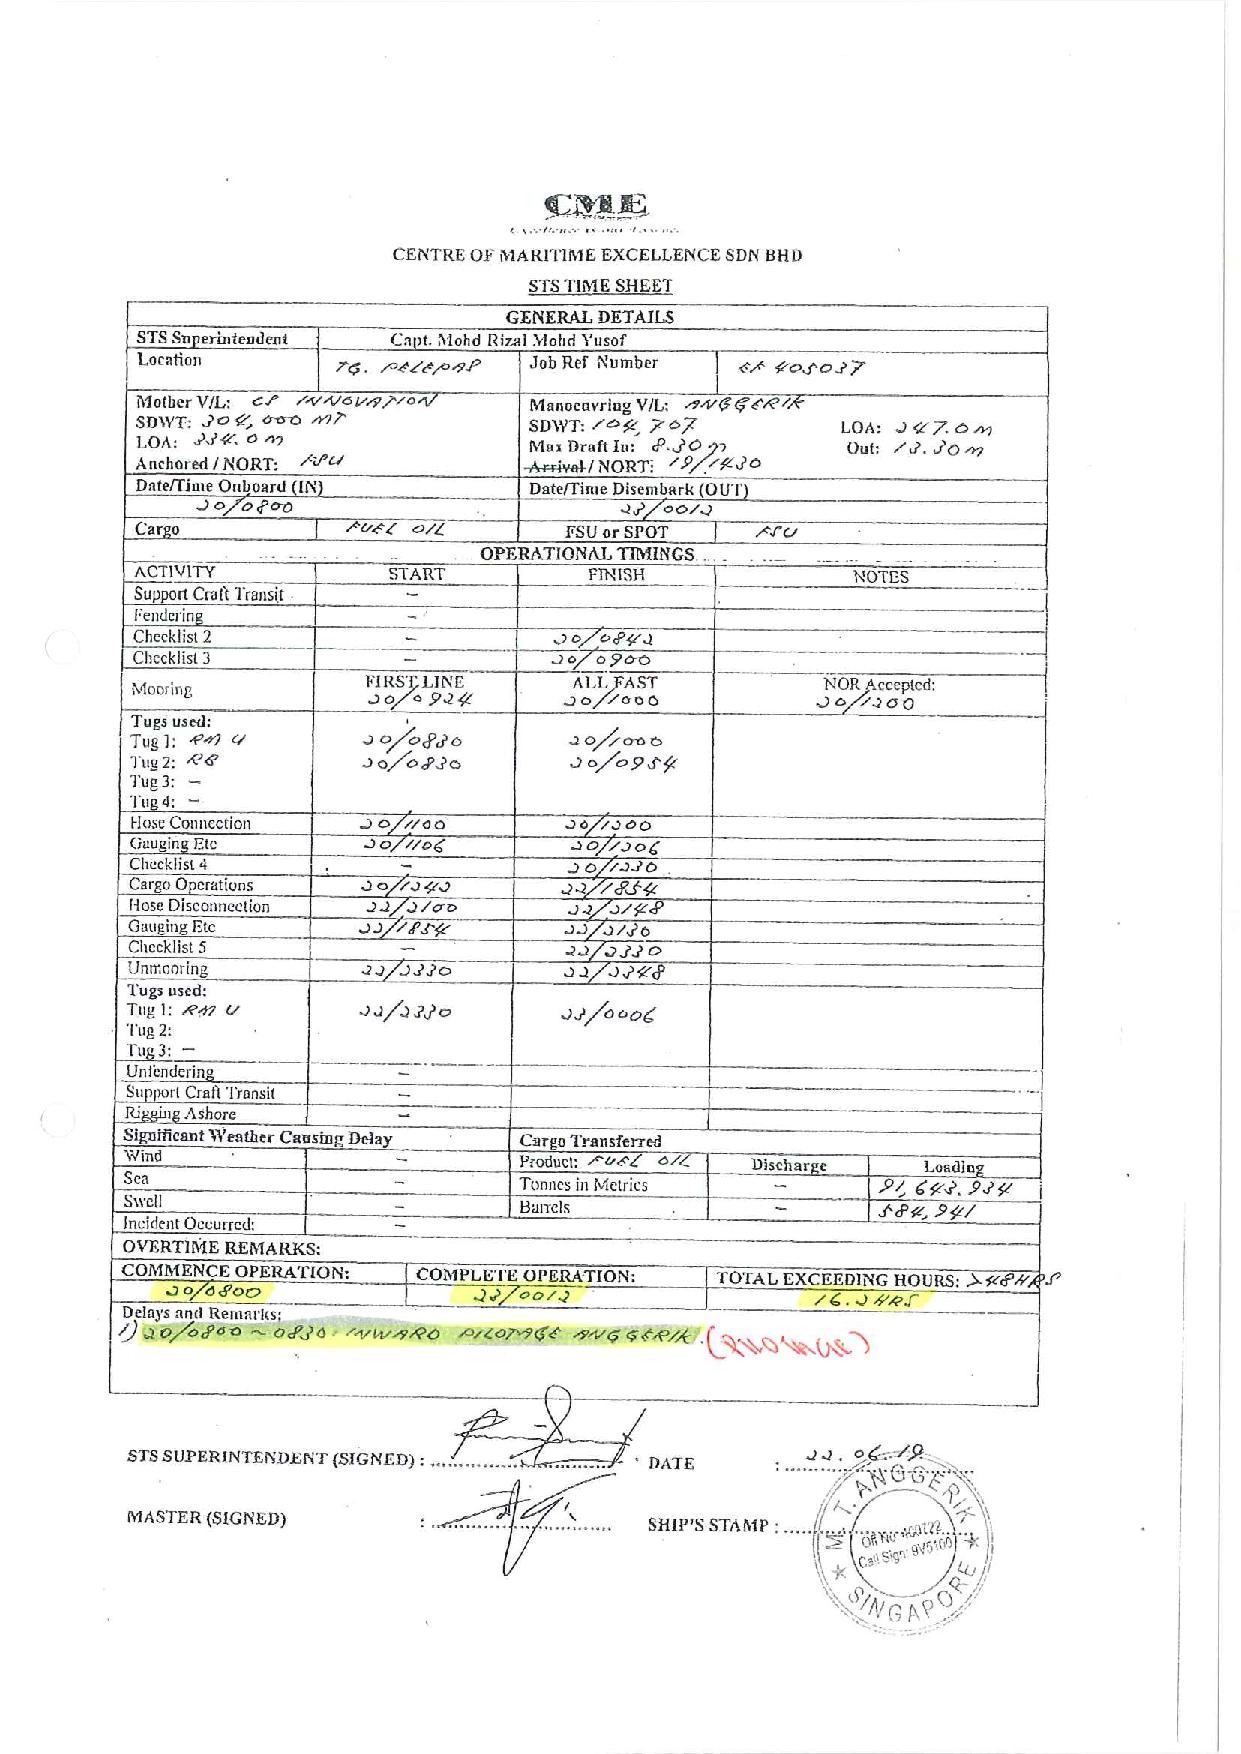 CME
CENTRE OF MARITIME EXCELLENCE SDN BHD
STS TIME SHEET
GENERAL DETAILS
STS Superintendent Capt. Mohd Rizal Mohd Yusof
Location TG. PELEPAP Job Ref Number 405037
Mother V/L: CS INNOVATION Manoeuvring V/L: ANGGERIK
SDWT: 304,000 MT SDWT: 104,707 LOA: 247.0 m
LOA: 334.0 m Max Draft In: 8.30 m Out: 13.30 m
Anchored / NORT: FSU Arrival / NORT: 19/1430
Date/Time Onboard (IN) Date/Time Disembark (OUT)
20/0800 23/0012
Cargo FUEL OIL FSU or SPOT FSU
OPERATIONAL TIMINGS
ACTIVITY START FINISH NOTES
Support Craft Transit –
Fendering –
Checklist 2 – 20/0842
Checklist 3 – 20/0900
Mooring FIRST LINE ALL FAST NOR Accepted:
20/0924 20/1000 20/1200
Tugs used:
Tug 1: RM U 20/0830 20/1000
Tug 2: 20/0830 20/0954
Tug 3: –
Tug 4: –
Hose Connection 20/1100 20/1200
Gauging Etc 20/1106 20/1206
Checklist 4 – 20/1230
Cargo Operations 20/1242 22/1854
Hose Disconnection 22/2100 22/2148
Gauging Etc 22/1854 22/2130
Checklist 5 – 22/2330
Unmooring 22/2330 22/2348
Tugs used:
Tug 1: RM U 22/2330 23/0006
Tug 2:
Tug 3: –
Unfendering –
Support Craft Transit –
Rigging Ashore –
Significant Weather Causing Delay Cargo Transferred
Wind – Product: FUEL OIL Discharge Loading
Sea – Tonnes in Metrics – 91,643.934
Swell – Barrels – 584,941
Incident Occurred: –
OVERTIME REMARKS:
COMMENCE OPERATION: COMPLETE OPERATION: TOTAL EXCEEDING HOURS: >48HRS
20/0800 23/0012 16.2 HRS
Delays and Remarks:
1) 20/0800 ~ 0830 : INWARD PILOTAGE ANGGERIK.
STS SUPERINTENDENT (SIGNED) : DATE : 22.06.19
MASTER (SIGNED) : SHIP'S STAMP :
M.T. ANGGERIK
Call Sign: 9V5100
SINGAPORE